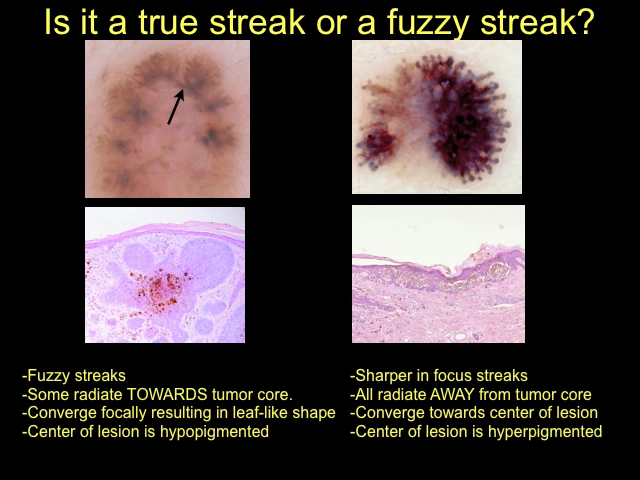 Is it a true streak or a fuzzy streak?
-Fuzzy streaks
-Some radiate TOWARDS tumor core.
-Converge focally resulting in leaf-like shape
-Center of lesion is hypopigmented
-Sharper in focus streaks
-All radiate AWAY from tumor core
-Converge towards center of lesion
-Center of lesion is hyperpigmented